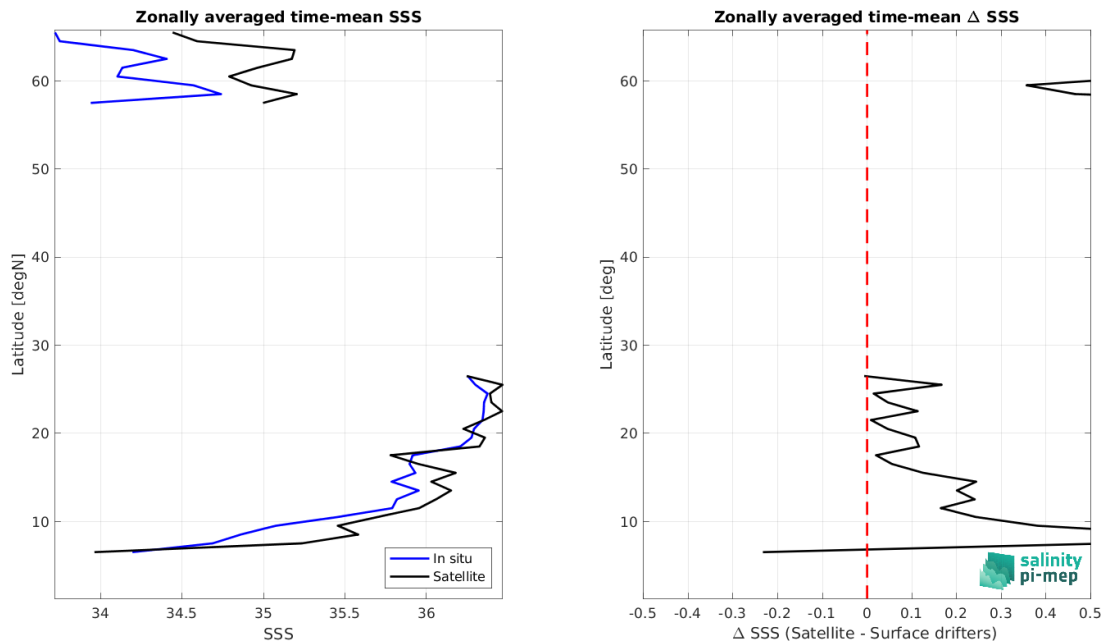 Zonally averaged time-mean SSS
60
50
40
30
20
10
Latitude [degN]
34
34.5
35
35.5
36
SSS
In situ
Satellite
Zonally averaged time-mean Δ SSS
60
50
40
30
20
10
Latitude [deg]
-0.5
-0.4
-0.3
-0.2
-0.1
0
0.1
0.2
0.3
0.4
0.5
Δ SSS (Satellite - Surface drifters)
salinity
pi-mep